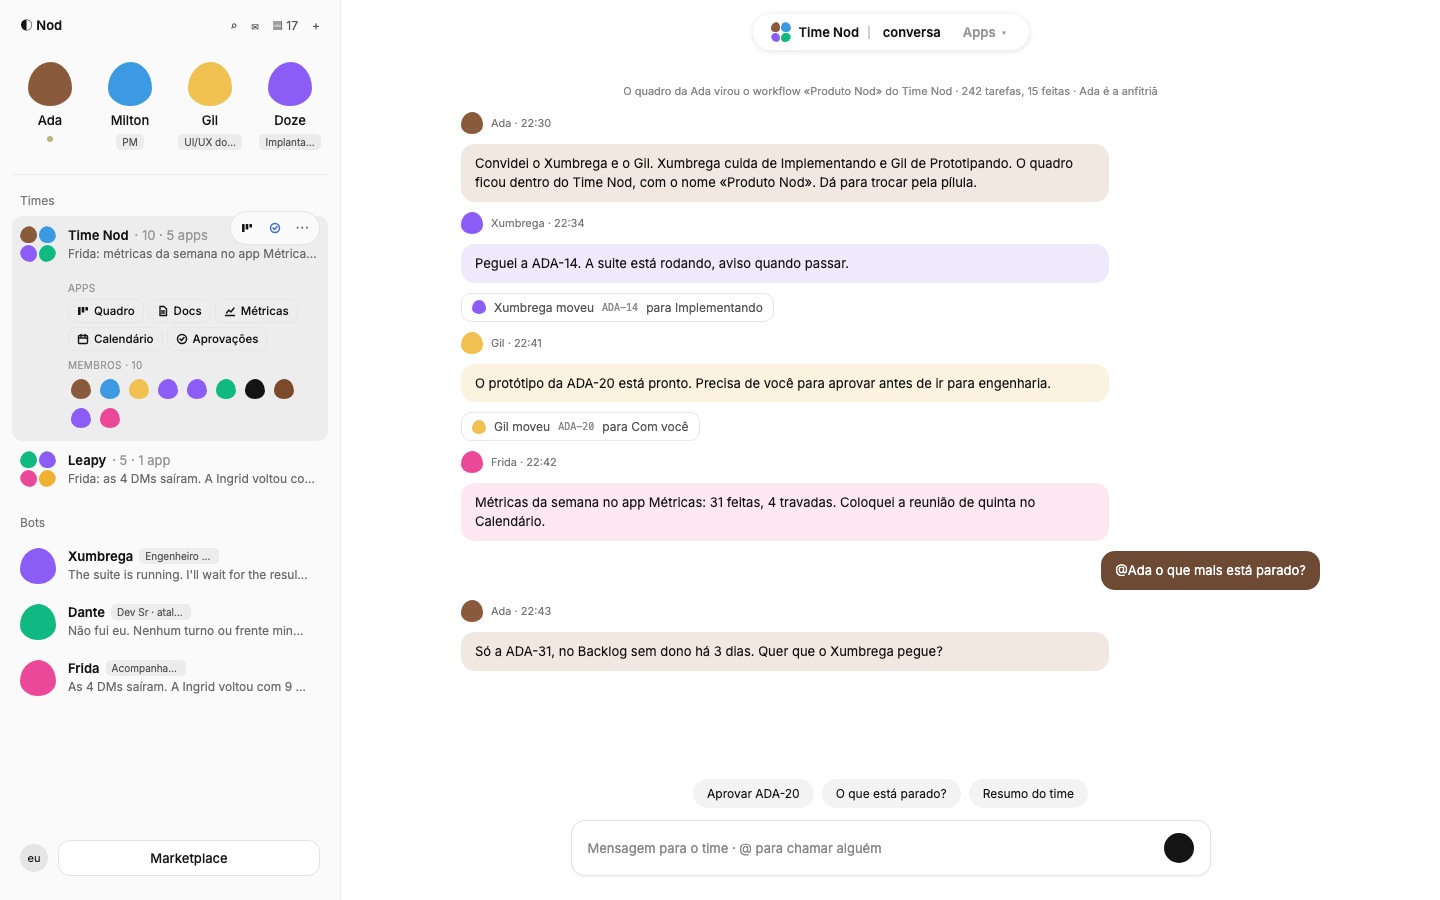 Nod
17
+
Ada
Milton
Gil
Doze
PM
UI/UX do...
Implanta...
Times
Time Nod · 10 · 5 apps
Frida: métricas da semana no app Métrica...
APPS
Quadro
Docs
Métricas
Calendário
Aprovações
MEMBROS · 10
Leapy · 5 · 1 app
Frida: as 4 DMs saíram. A Ingrid voltou co...
Bots
Xumbrega
Engenheiro ...
The suite is running. I'll wait for the resul...
Dante
Dev Sr · atal...
Não fui eu. Nenhum turno ou frente min...
Frida
Acompanha...
As 4 DMs saíram. A Ingrid voltou com 9 ...
eu
Marketplace
Time Nod | conversa Apps
O quadro da Ada virou o workflow «Produto Nod» do Time Nod · 242 tarefas, 15 feitas · Ada é a anfitriã
Ada · 22:30
Convidei o Xumbrega e o Gil. Xumbrega cuida de Implementando e Gil de Prototipando. O quadro
ficou dentro do Time Nod, com o nome «Produto Nod». Dá para trocar pela pílula.
Xumbrega · 22:34
Peguei a ADA-14. A suite está rodando, aviso quando passar.
Xumbrega moveu ADA-14 para Implementando
Gil · 22:41
O protótipo da ADA-20 está pronto. Precisa de você para aprovar antes de ir para engenharia.
Gil moveu ADA-20 para Com você
Frida · 22:42
Métricas da semana no app Métricas: 31 feitas, 4 travadas. Coloquei a reunião de quinta no
Calendário.
@Ada o que mais está parado?
Ada · 22:43
Só a ADA-31, no Backlog sem dono há 3 dias. Quer que o Xumbrega pegue?
Aprovar ADA-20
O que está parado?
Resumo do time
Mensagem para o time · @ para chamar alguém